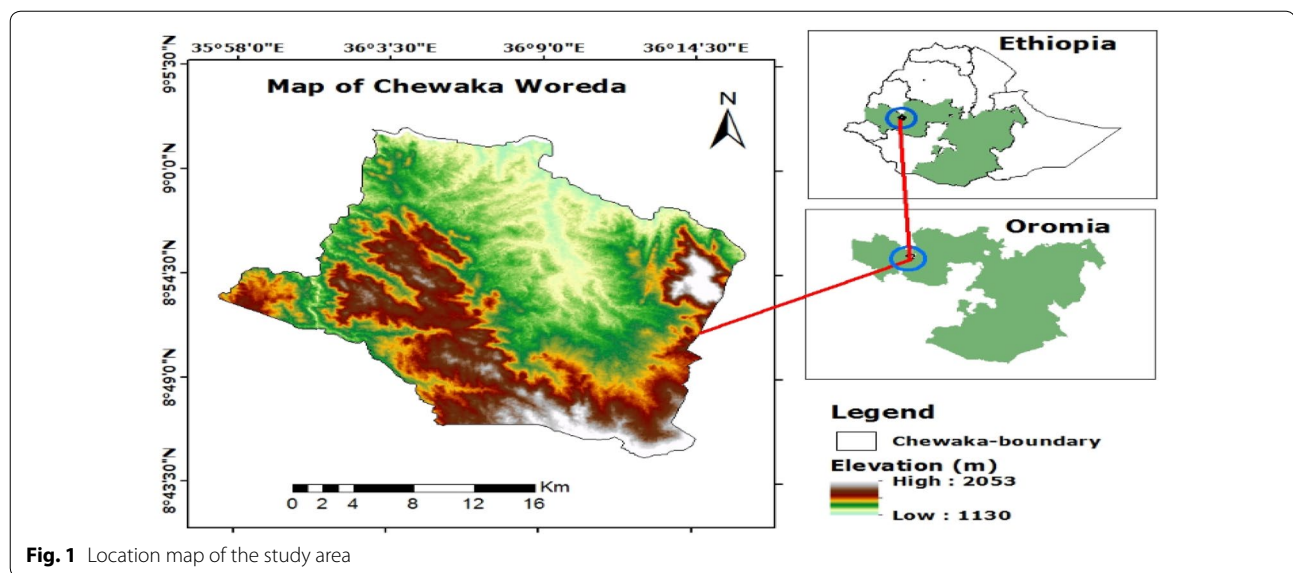 35°58'0"E 36°3'30"E 36°9'0"E 36°14'30"E
9°5'30"N
9°0'0"N
8°54'30"N
8°49'0"N
8°43'30"N
Map of Chewaka Woreda
N
Km
0 2 4 8 12 16
Ethiopia
Oromia
Legend
Chewaka-boundary
Elevation (m)
High : 2053
Low : 1130
Fig. 1 Location map of the study area